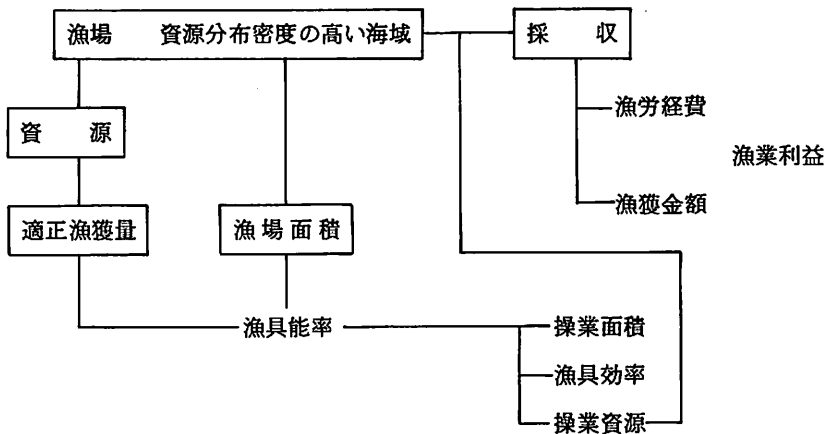 漁場　資源分布密度の高い海域
採　収
漁労経費
資　源
漁業利益
漁獲金額
適正漁獲量
漁場面積
漁具能率
操業面積
漁具効率
操業資源